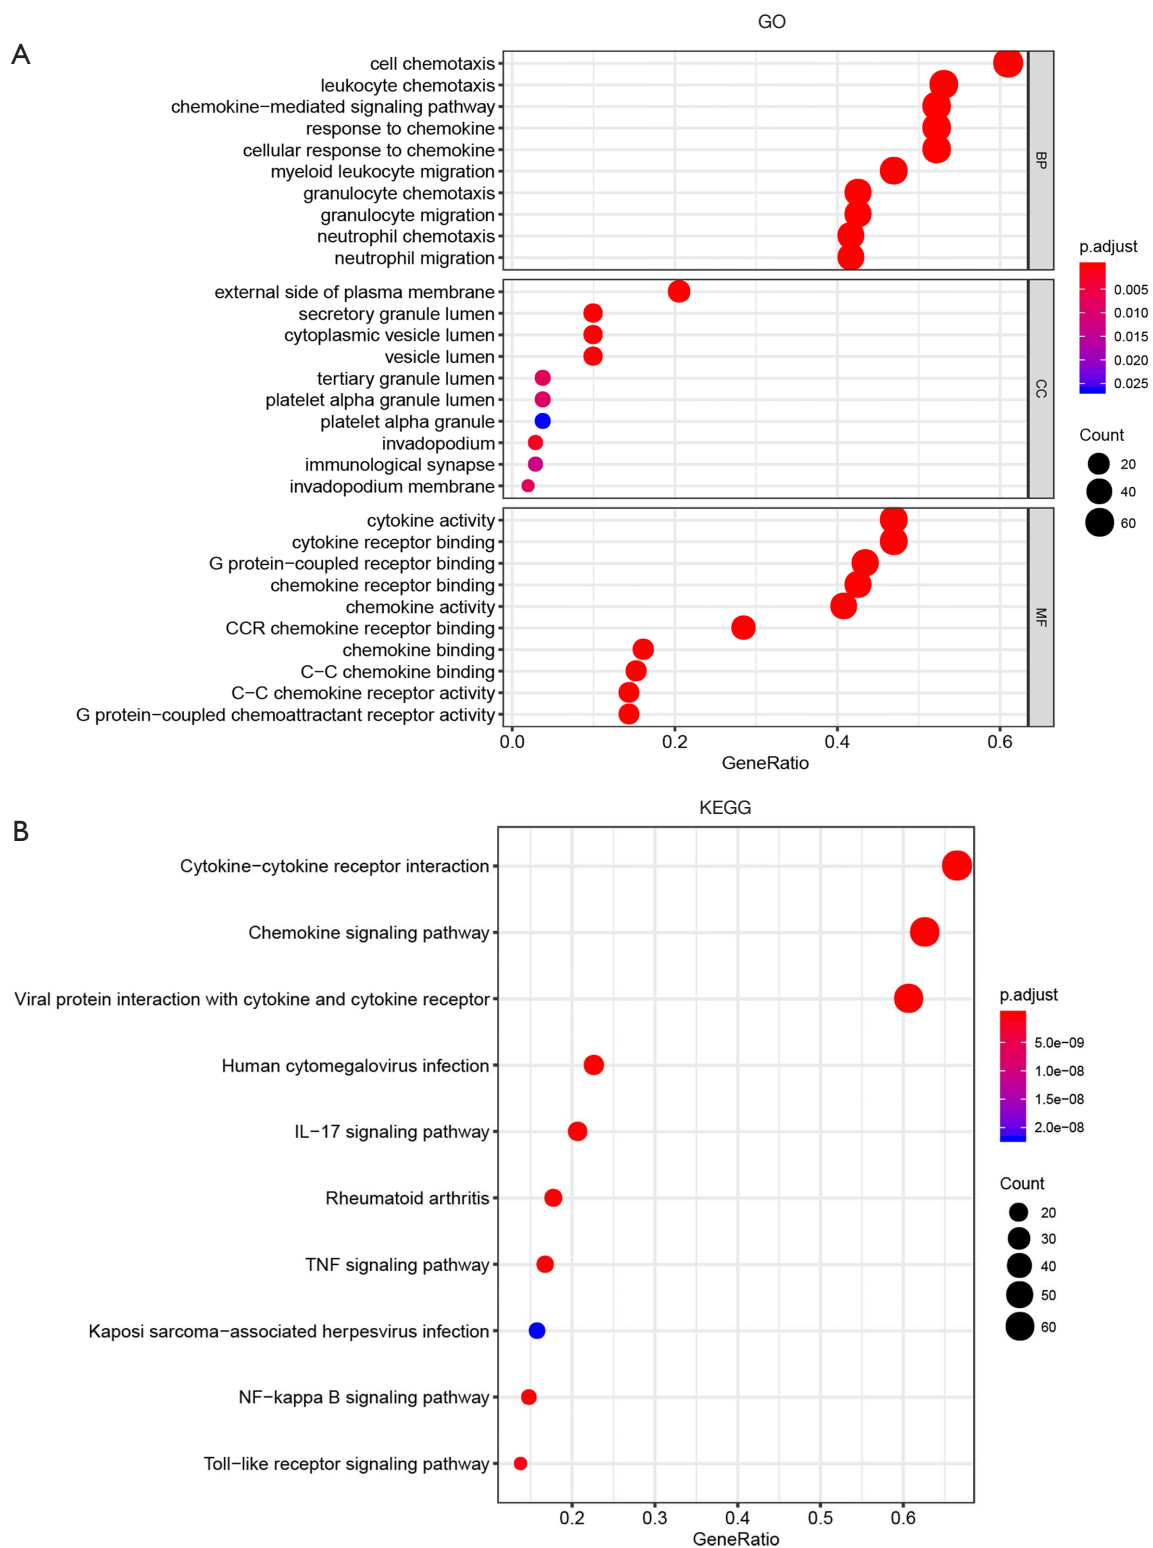 GO
A
cell chemotaxis
leukocyte chemotaxis
chemokine−mediated signaling pathway
response to chemokine
cellular response to chemokine
myeloid leukocyte migration
granulocyte chemotaxis
granulocyte migration
neutrophil chemotaxis
neutrophil migration
BP
external side of plasma membrane
secretory granule lumen
cytoplasmic vesicle lumen
vesicle lumen
tertiary granule lumen
platelet alpha granule lumen
platelet alpha granule
invadopodium
immunological synapse
invadopodium membrane
CC
cytokine activity
cytokine receptor binding
G protein−coupled receptor binding
chemokine receptor binding
chemokine activity
CCR chemokine receptor binding
chemokine binding
C−C chemokine binding
C−C chemokine receptor activity
G protein−coupled chemoattractant receptor activity
MF
0.0 0.2 0.4 0.6
GeneRatio
p.adjust
0.005
0.010
0.015
0.020
0.025
Count
20
40
60
KEGG
B
Cytokine−cytokine receptor interaction
Chemokine signaling pathway
Viral protein interaction with cytokine and cytokine receptor
Human cytomegalovirus infection
IL−17 signaling pathway
Rheumatoid arthritis
TNF signaling pathway
Kaposi sarcoma−associated herpesvirus infection
NF−kappa B signaling pathway
Toll−like receptor signaling pathway
0.2 0.3 0.4 0.5 0.6
GeneRatio
p.adjust
5.0e−09
1.0e−08
1.5e−08
2.0e−08
Count
20
30
40
50
60